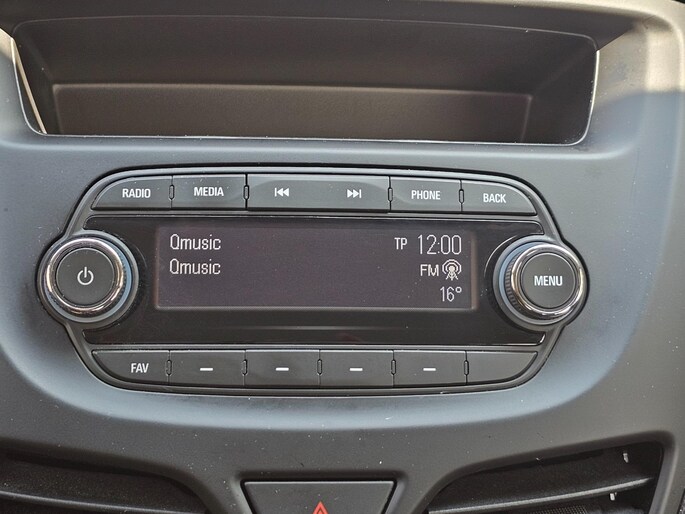 RADIO MEDIA PHONE BACK
Qmusic TP 12:00
Qmusic FM
16°
MENU
FAV